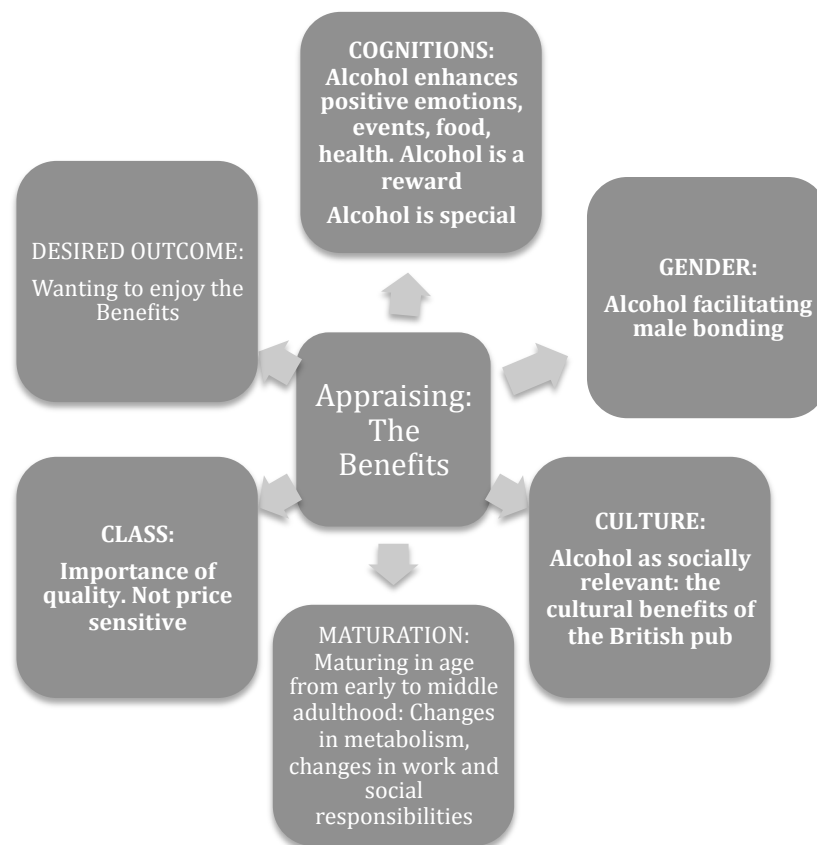 COGNITIONS:
Alcohol enhances
positive emotions,
events, food,
health. Alcohol is a
reward
Alcohol is special
DESIRED OUTCOME:
Wanting to enjoy the
Benefits
GENDER:
Alcohol facilitating
male bonding
Appraising:
The
Benefits
CLASS:
Importance of
quality. Not price
sensitive
CULTURE:
Alcohol as socially
relevant: the
cultural benefits of
the British pub
MATURATION:
Maturing in age
from early to middle
adulthood: Changes
in metabolism,
changes in work and
social
responsibilities